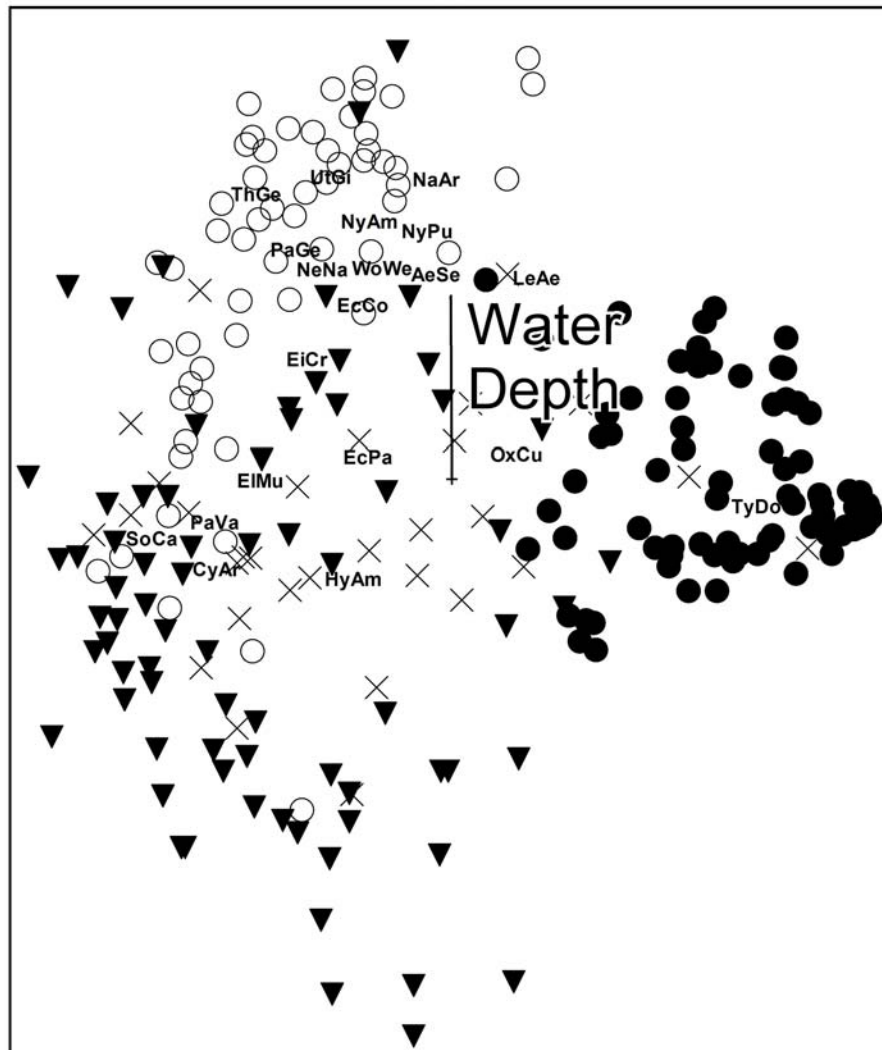 UtGi
NaAr
ThGe
NyAm
NyPu
PaGe
NeNa
WoWe
AeSe
LeAe
EcCo
Water
Depth
EiCr
EcPa
OxCu
ElMu
TyDo
PaVa
SoCa
CyAr
HyAm